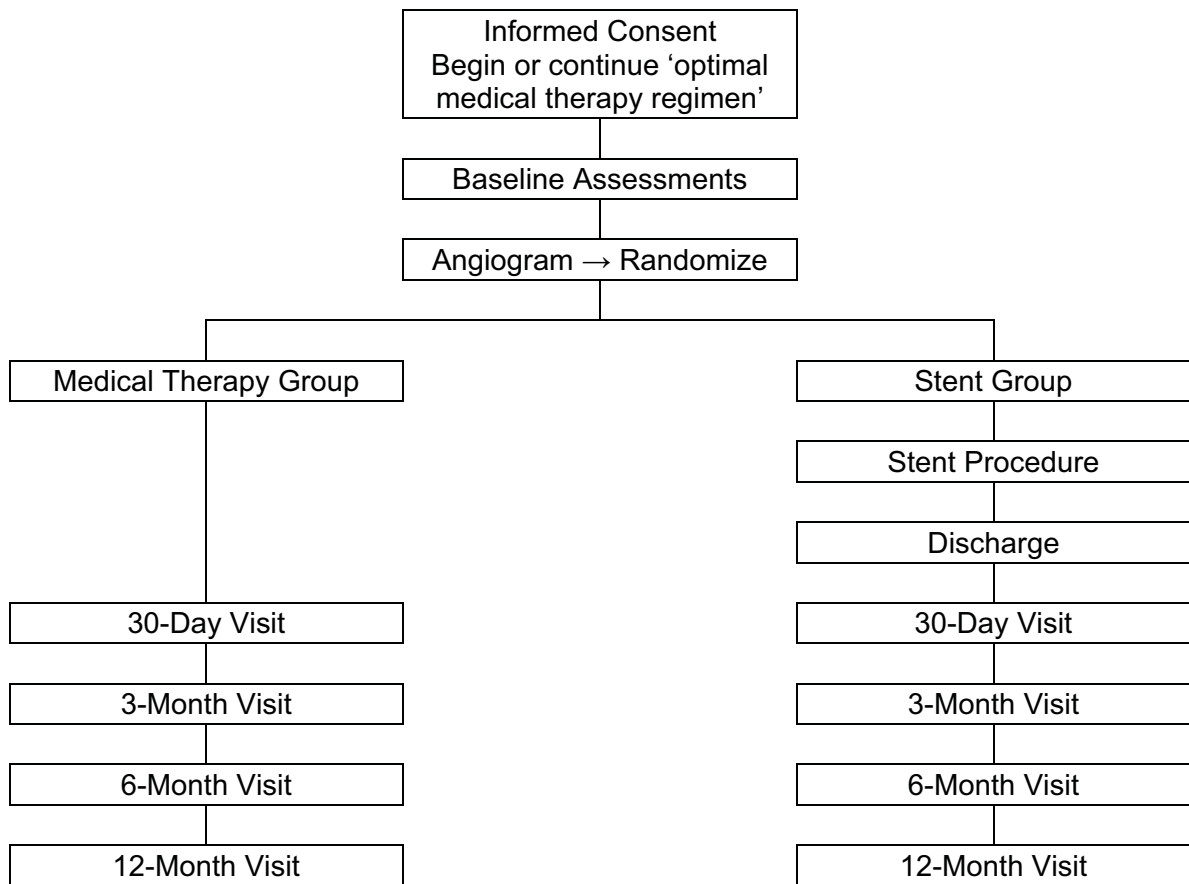 Informed Consent
Begin or continue ‘optimal
medical therapy regimen’
Baseline Assessments
Angiogram → Randomize
Medical Therapy Group
Stent Group
Stent Procedure
Discharge
30-Day Visit
30-Day Visit
3-Month Visit
3-Month Visit
6-Month Visit
6-Month Visit
12-Month Visit
12-Month Visit